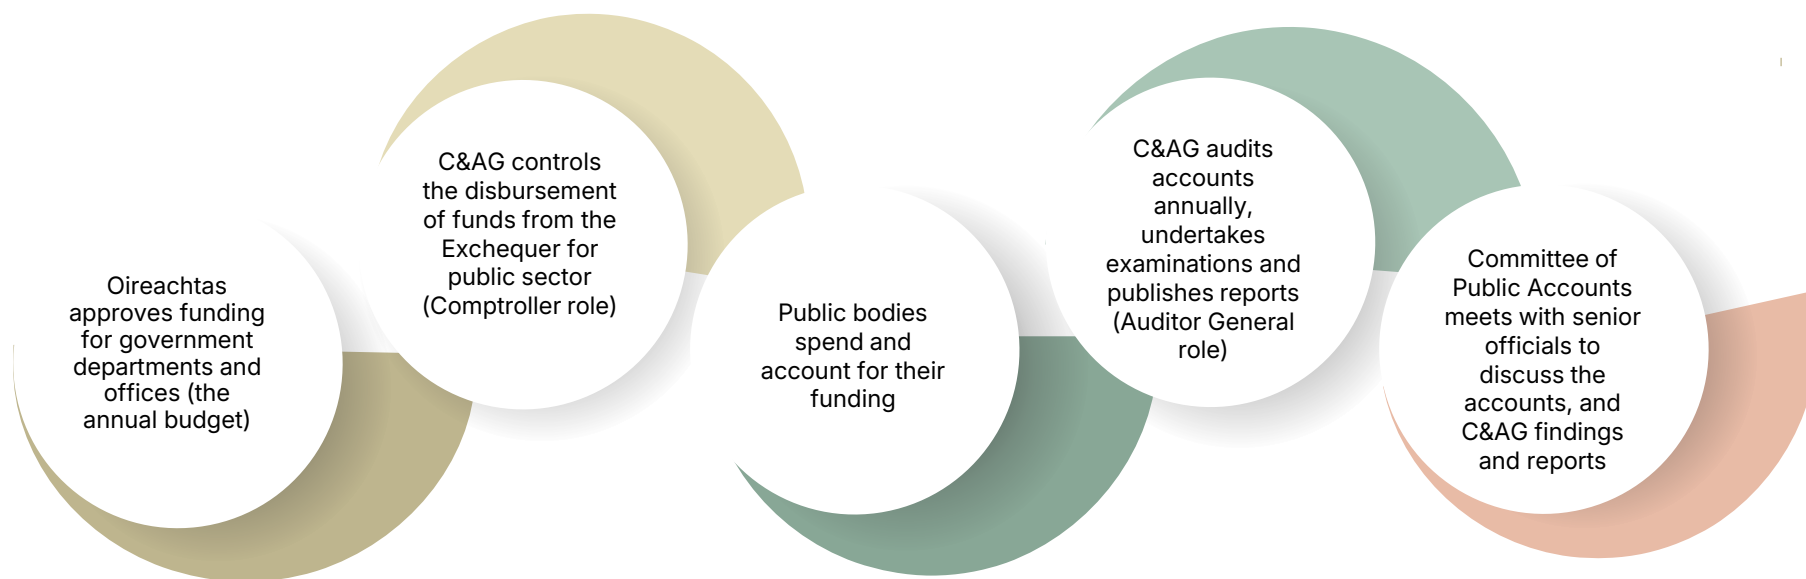 Oireachtas
approves funding
for government
departments and
offices (the
annual budget)
C&AG controls
the disbursement
of funds from the
Exchequer for
public sector
(Comptroller role)
Public bodies
spend and
account for their
funding
C&AG audits
accounts
annually,
undertakes
examinations and
publishes reports
(Auditor General
role)
Committee of
Public Accounts
meets with senior
officials to
discuss the
accounts, and
C&AG findings
and reports